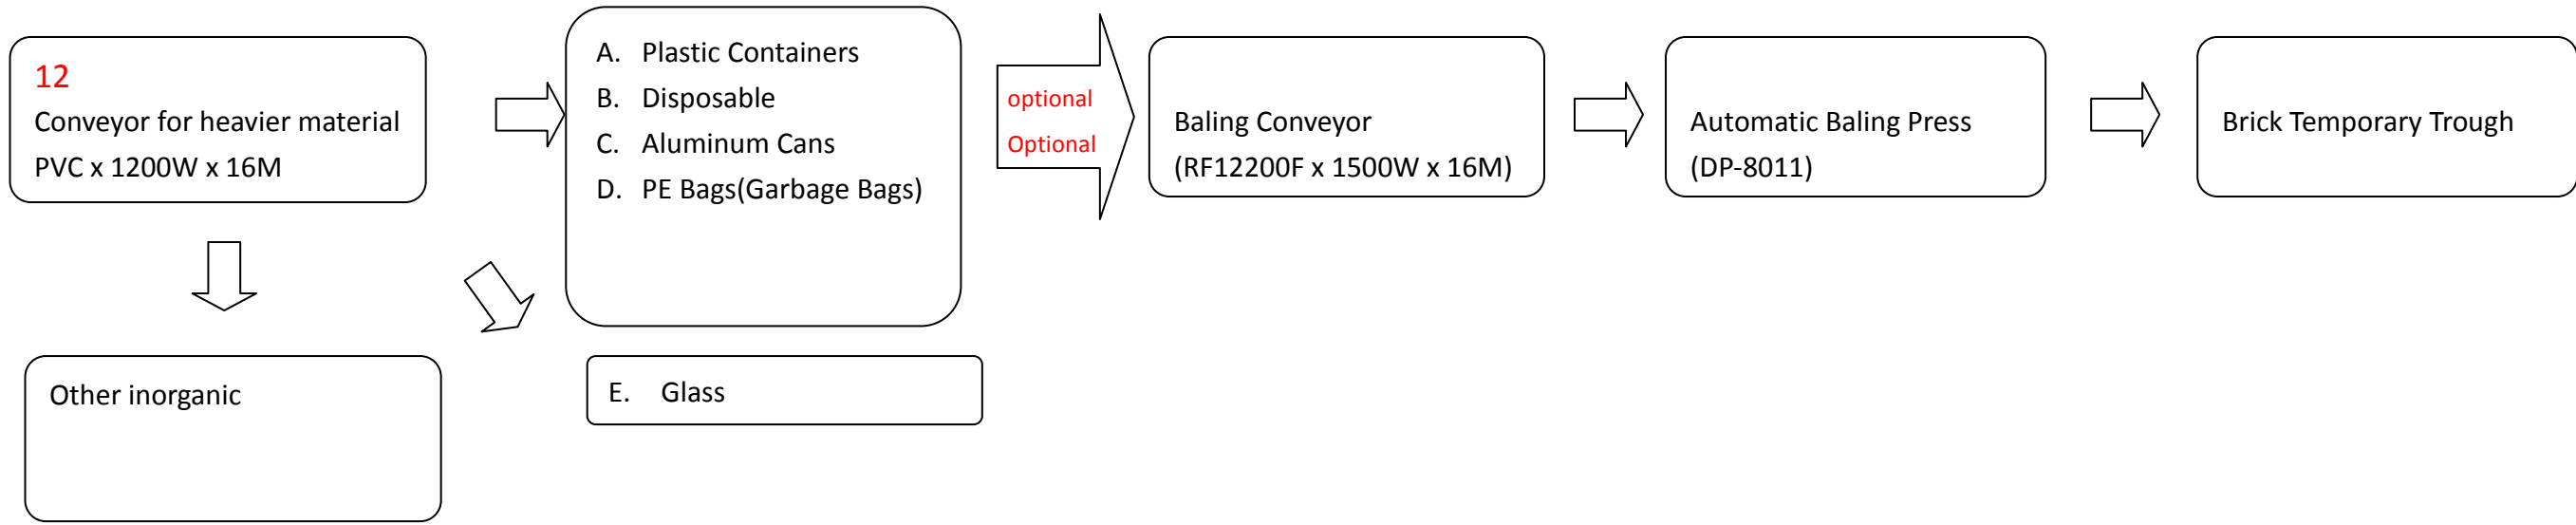 12
Conveyor for heavier material
PVC x 1200W x 16M
A. Plastic Containers
B. Disposable
C. Aluminum Cans
D. PE Bags(Garbage Bags)
optional
Optional
Baling Conveyor
(RF12200F x 1500W x 16M)
Automatic Baling Press
(DP-8011)
Brick Temporary Trough
Other inorganic
E. Glass